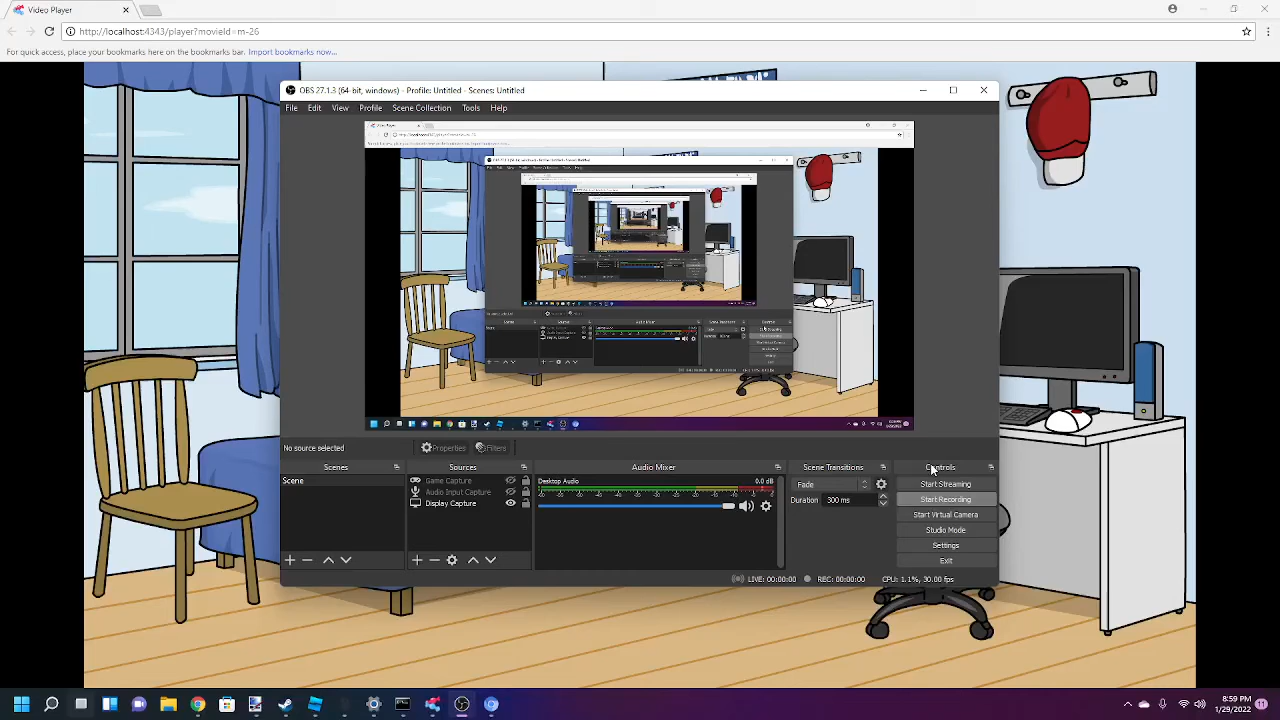 Video Player
http://localhost:4343/player?movieId=m-26
For quick access, place your bookmarks here on the bookmarks bar. Import bookmarks now...
OBS 27.1.3 (64-bit, windows) - Profile: Untitled - Scenes: Untitled
File Edit View Profile Scene Collection Tools Help
No source selected Properties Filters
Scenes Sources Audio Mixer Scene Transitions Controls
Scene Game Capture Desktop Audio 0.0 dB Fade Start Streaming
Audio Input Capture
Display Capture Duration 300 ms Start Recording
Start Virtual Camera
Studio Mode
Settings
Exit
LIVE: 00:00:00 REC: 00:00:00 CPU: 1.1%, 30.00 fps
8:59 PM
1/29/2022
11